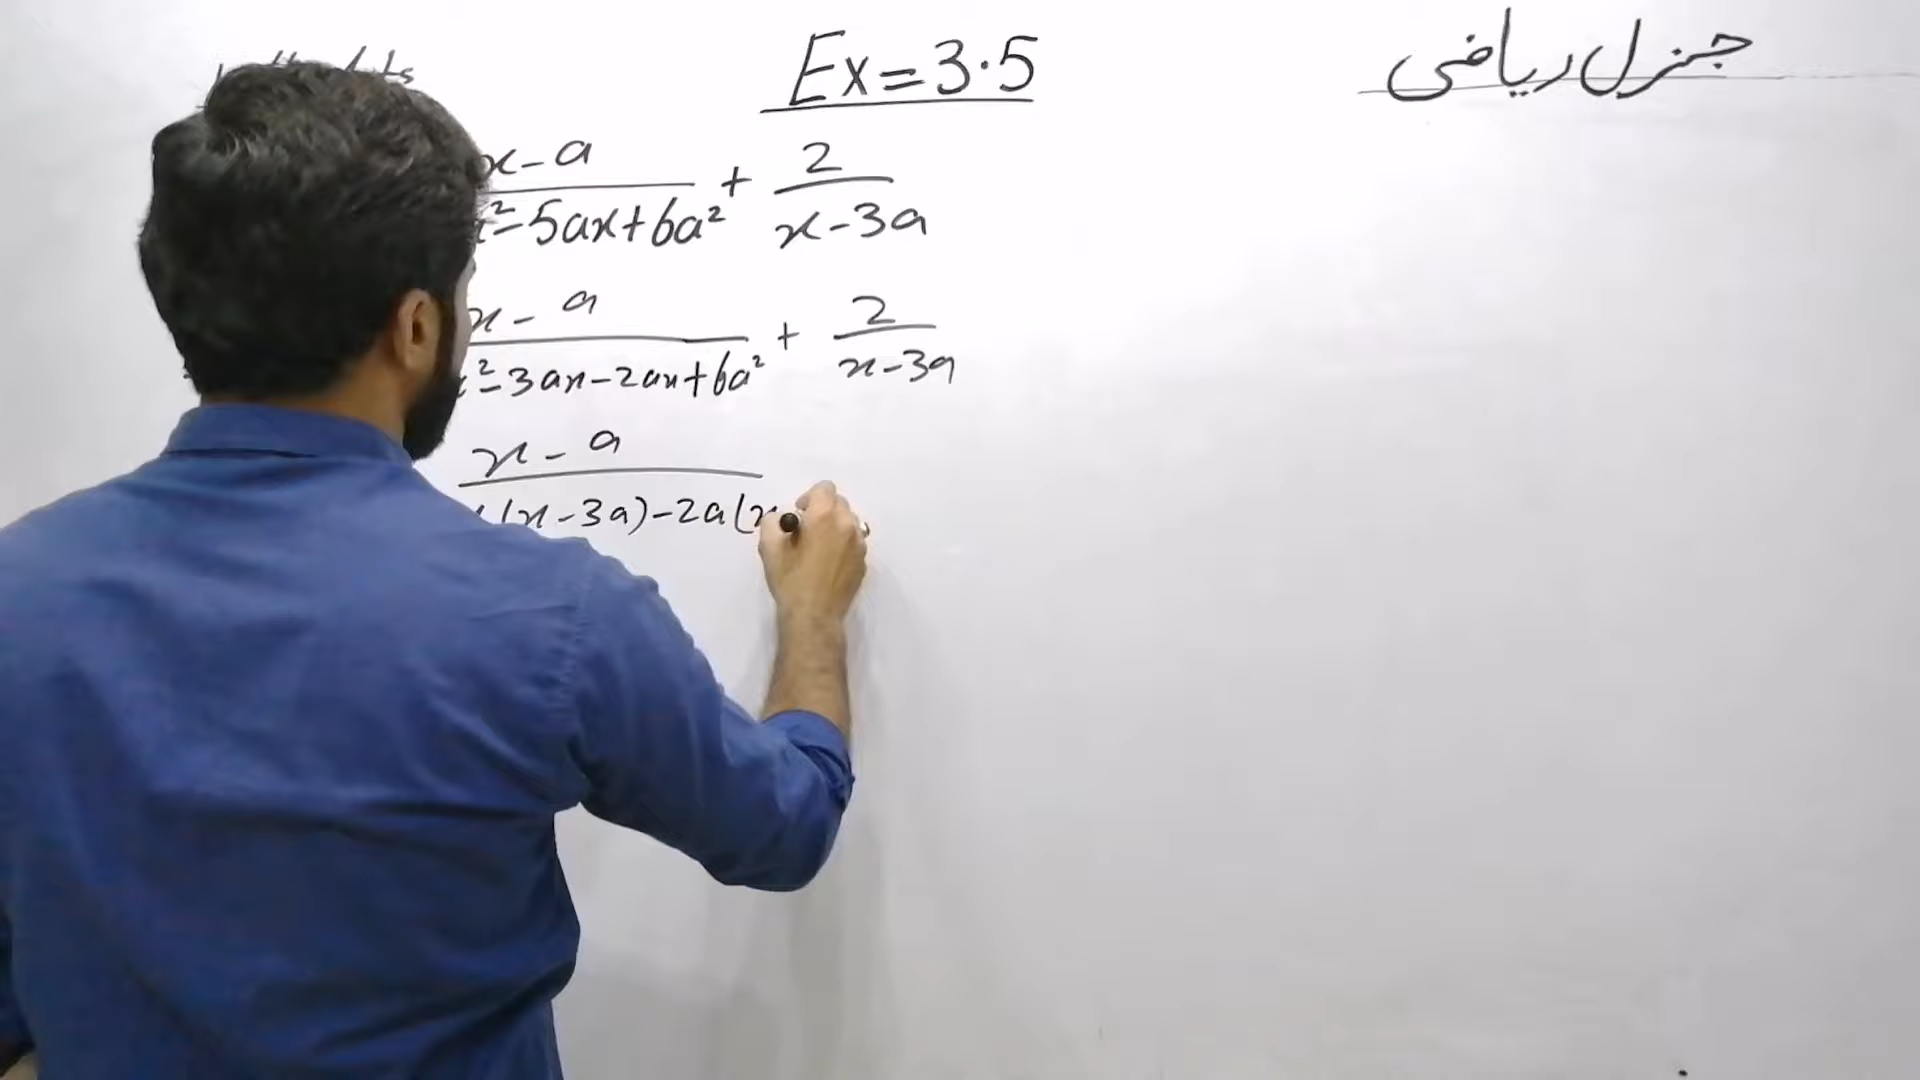 Ex = 3.5
جنرل ریاضی
x - a / x² - 5ax + 6a² + 2 / x - 3a
x - a / x² - 3ax - 2ax + 6a² + 2 / x - 3a
x - a / x(x - 3a) - 2a(x